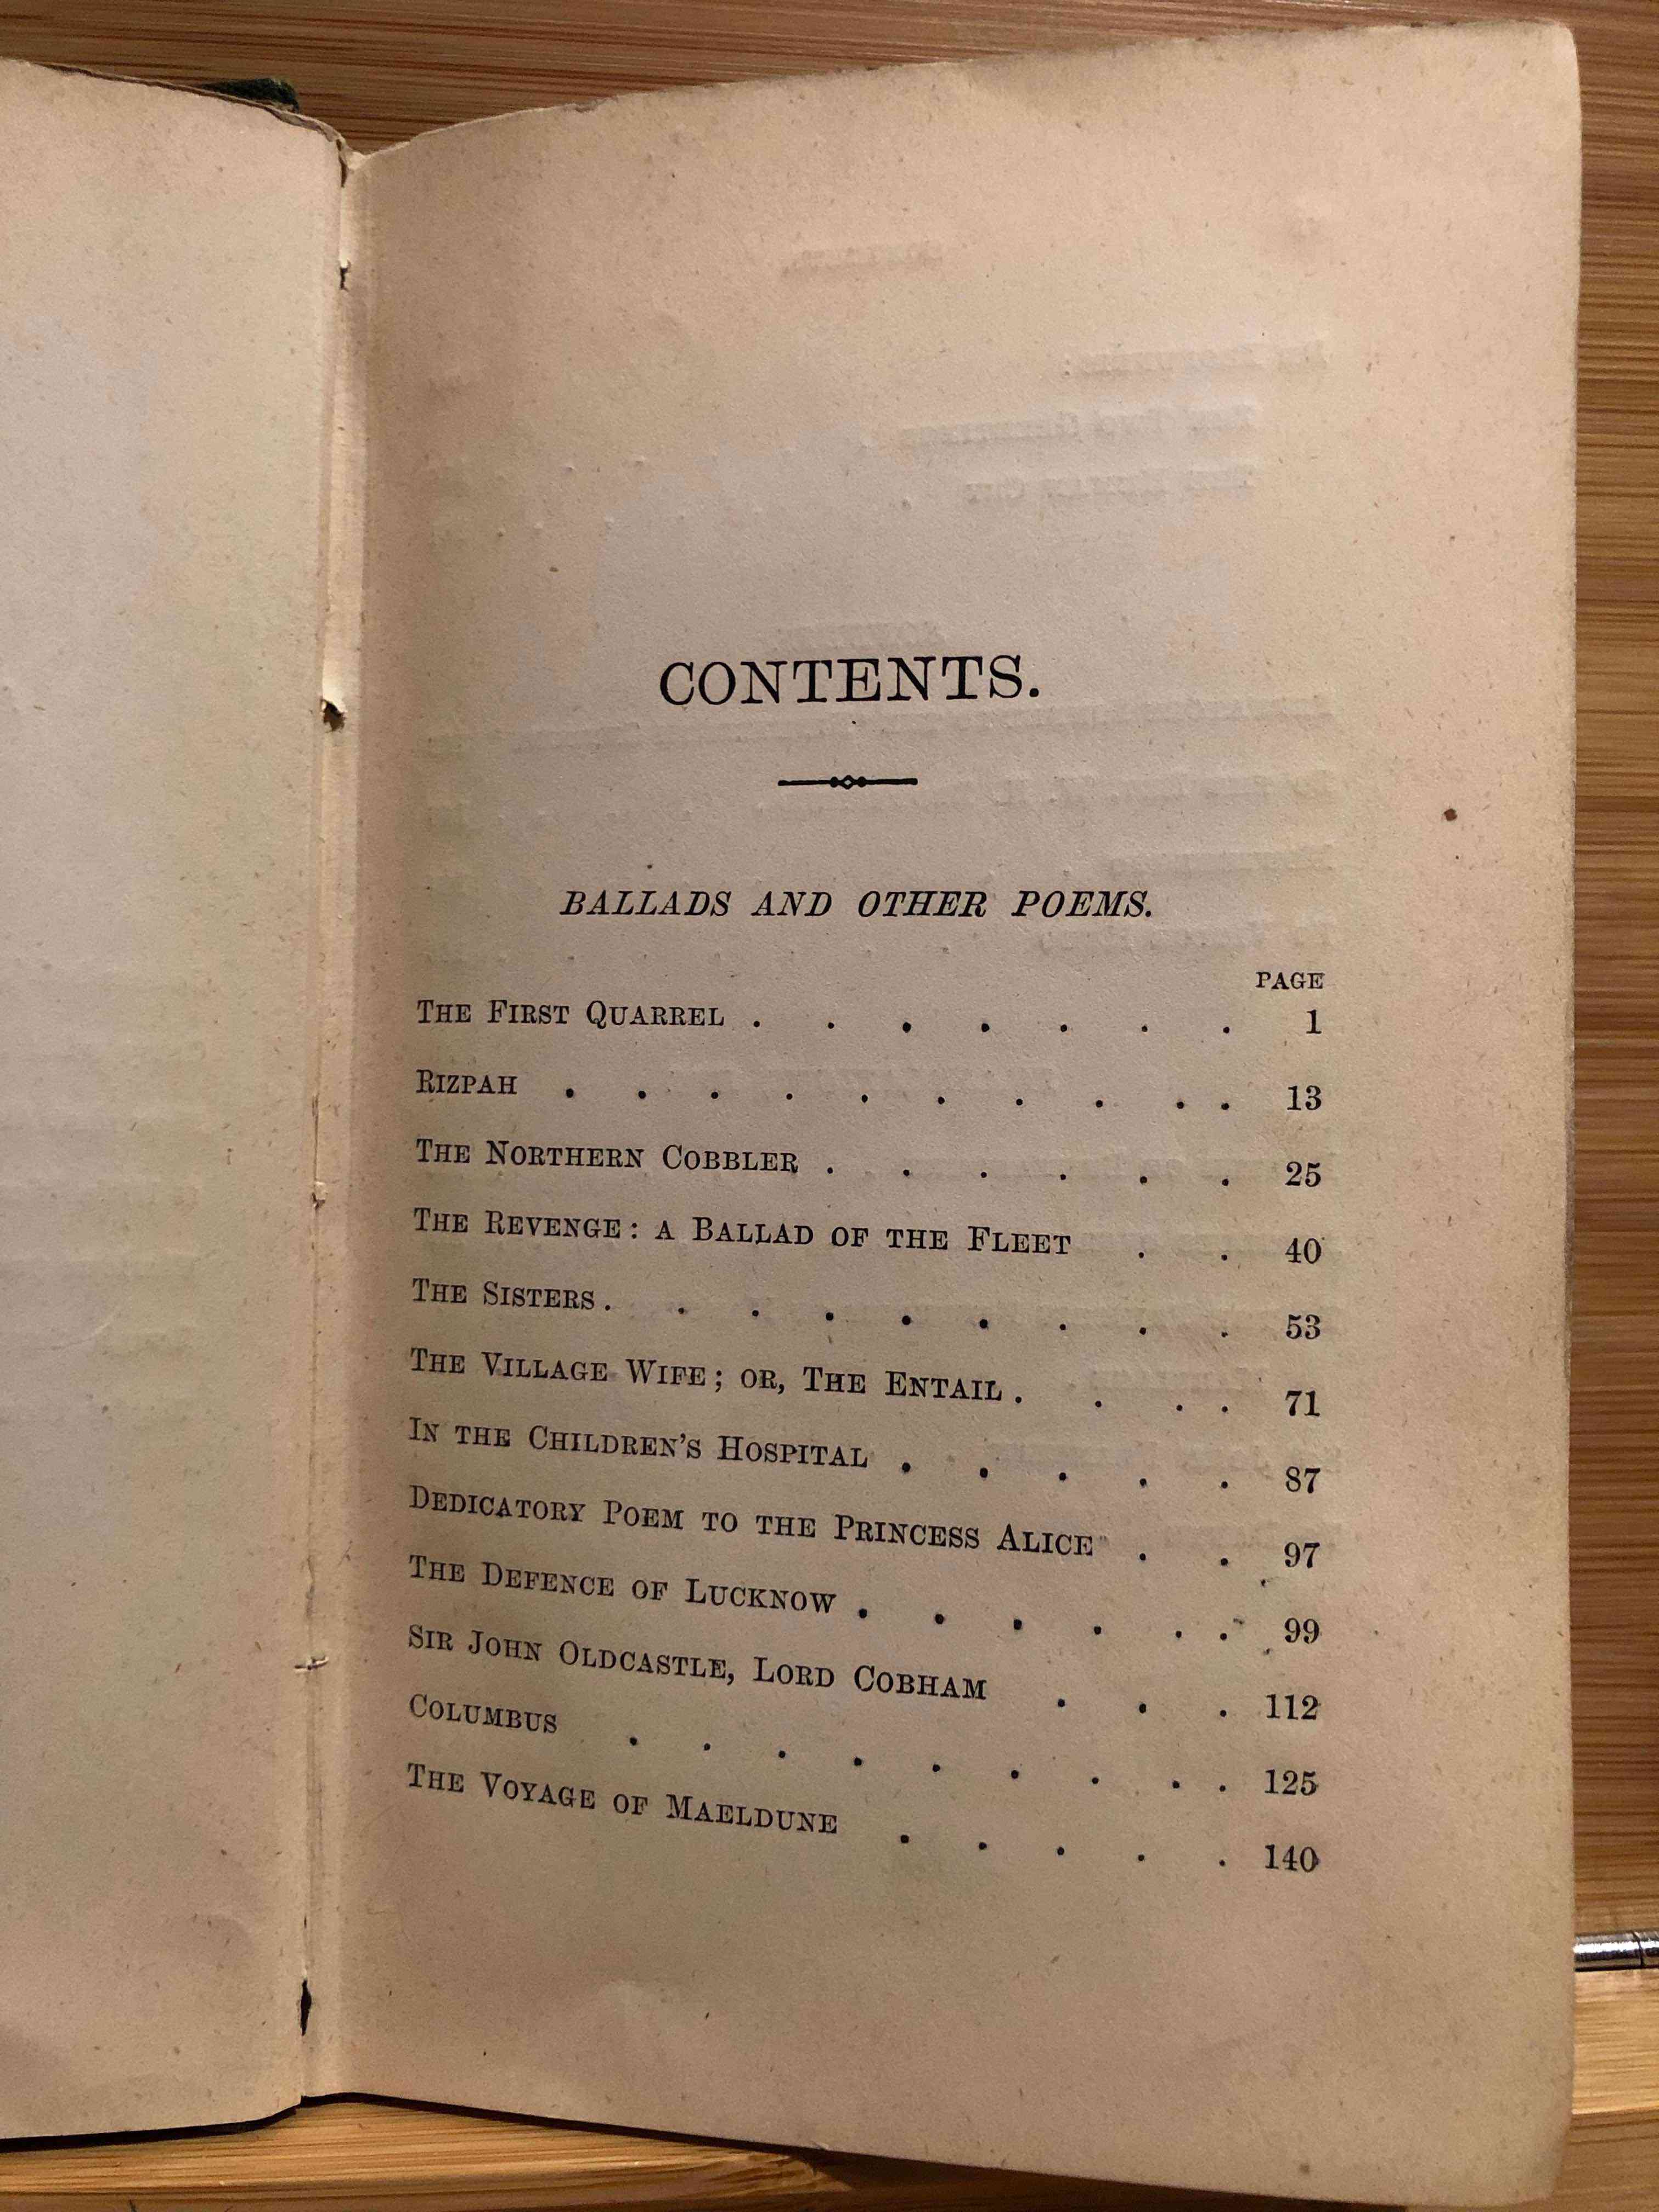 CONTENTS.
BALLADS AND OTHER POEMS.
PAGE
THE FIRST QUARREL . . . . . . . 1
RIZPAH . . . . . . . . . . 13
THE NORTHERN COBBLER . . . . . . 25
THE REVENGE: A BALLAD OF THE FLEET . . 40
THE SISTERS . . . . . . . . . 53
THE VILLAGE WIFE; OR, THE ENTAIL . . . . 71
IN THE CHILDREN'S HOSPITAL . . . . . 87
DEDICATORY POEM TO THE PRINCESS ALICE . . 97
THE DEFENCE OF LUCKNOW . . . . . . 99
SIR JOHN OLDCASTLE, LORD COBHAM . . . 112
COLUMBUS . . . . . . . . . 125
THE VOYAGE OF MAELDUNE . . . . . 140